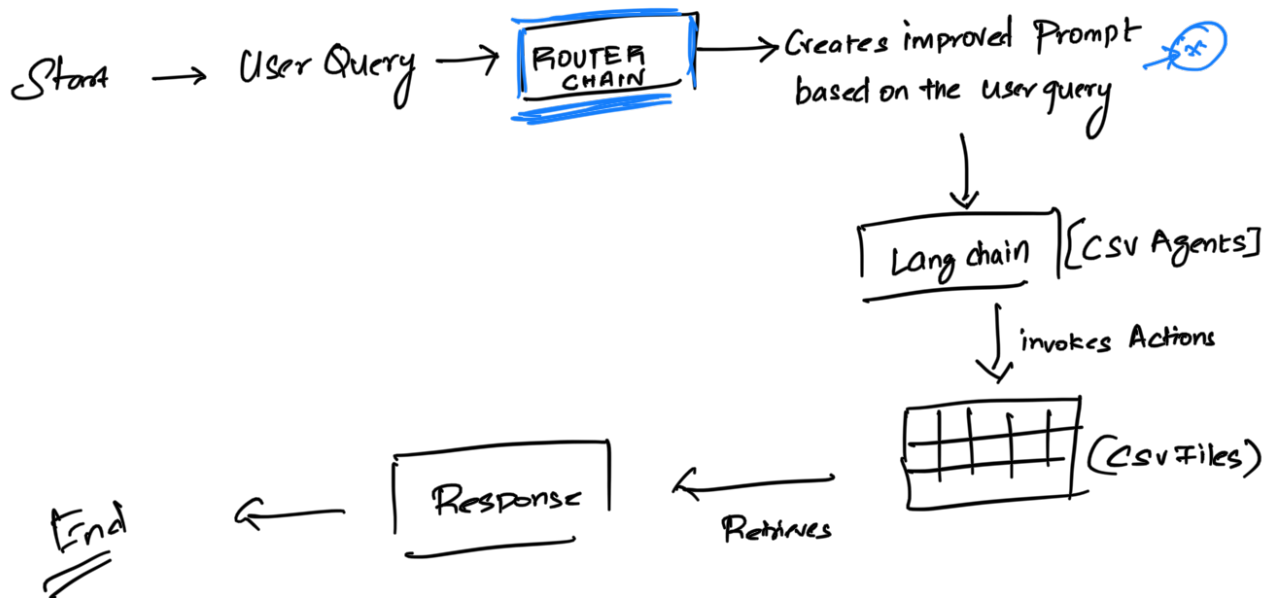 Start
User Query
ROUTER
CHAIN
Creates improved Prompt
based on the user query
*
Lang chain
[CSV Agents]
invokes Actions
(CSV Files)
Retrieves
Response
End